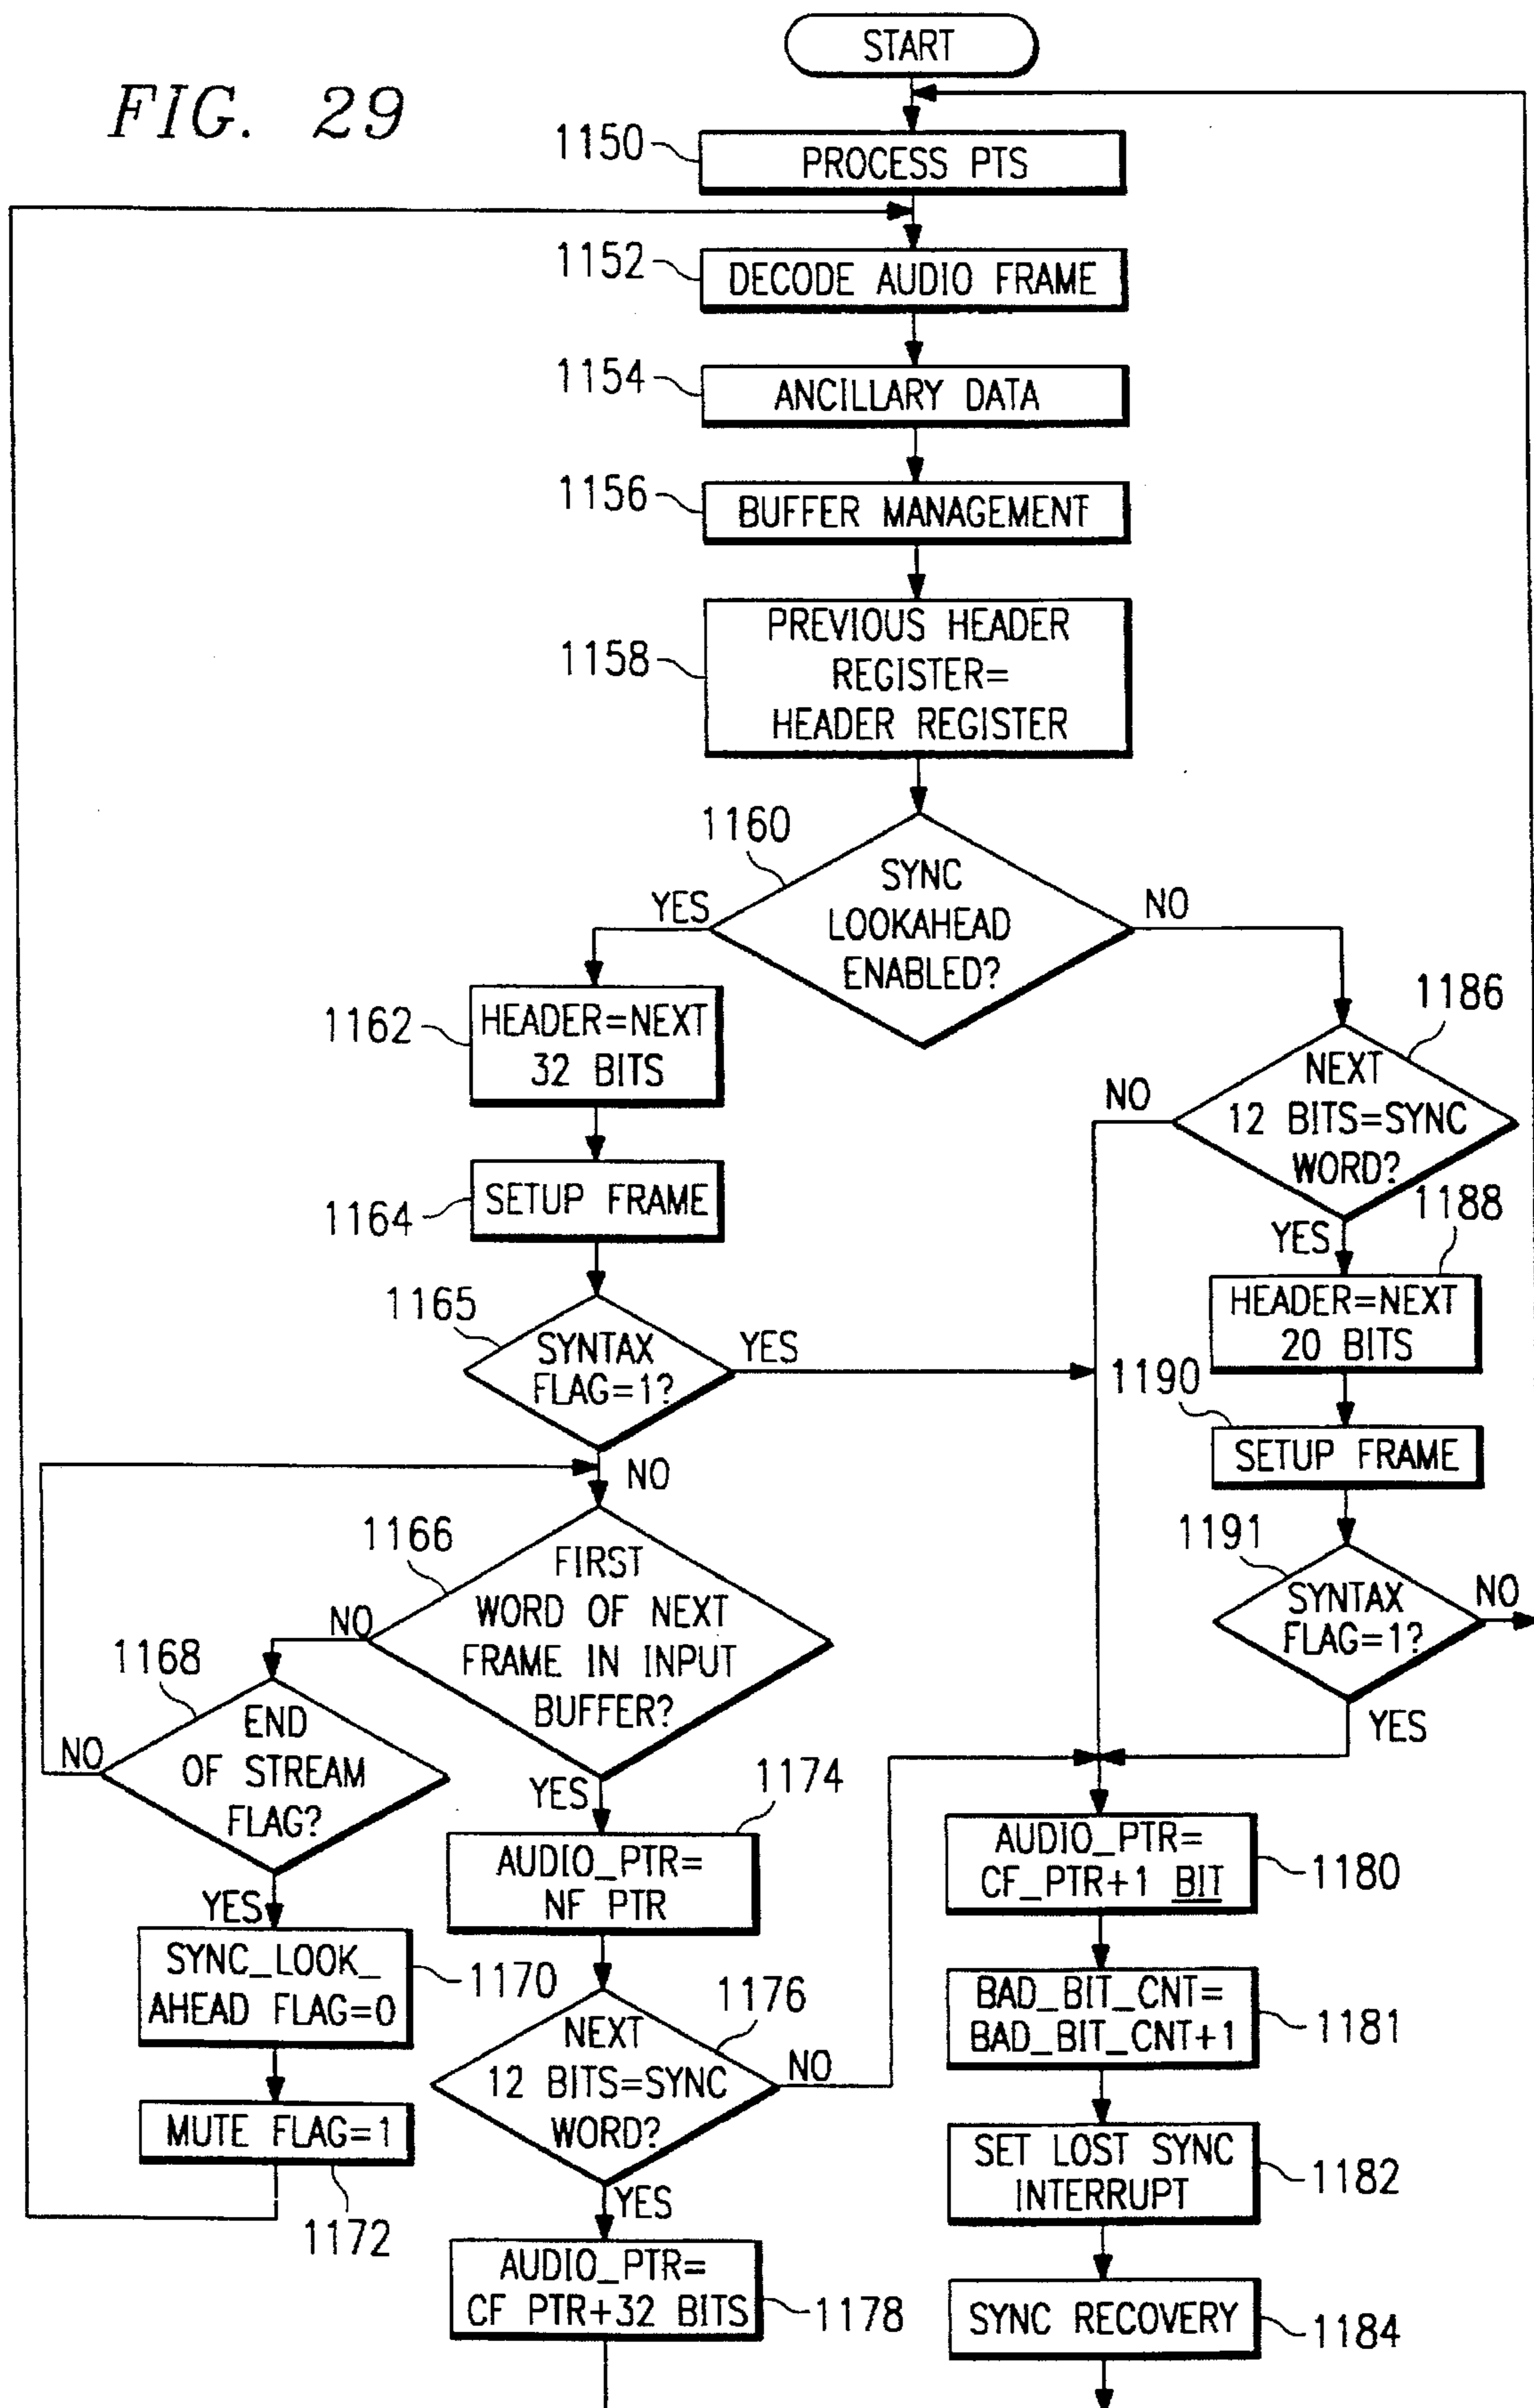 START
FIG. 29
1150
PROCESS PTS
1152
DECODE AUDIO FRAME
1154
ANCILLARY DATA
1156
BUFFER MANAGEMENT
1158
PREVIOUS HEADER
REGISTER=
HEADER REGISTER
1160
SYNC
LOOKAHEAD
ENABLED?
YES
NO
1162
HEADER=NEXT
32 BITS
1164
SETUP FRAME
1165
SYNTAX
FLAG=1?
YES
NO
1186
NEXT
12 BITS=SYNC
WORD?
NO
YES
1188
HEADER=NEXT
20 BITS
1190
SETUP FRAME
1191
SYNTAX
FLAG=1?
NO
YES
1166
FIRST
WORD OF NEXT
FRAME IN INPUT
BUFFER?
NO
YES
1168
END
OF STREAM
FLAG?
NO
YES
1170
SYNC_LOOK_
AHEAD FLAG=0
MUTE FLAG=1
1172
1174
AUDIO_PTR=
NF PTR
1176
NEXT
12 BITS=SYNC
WORD?
NO
YES
AUDIO_PTR=
CF PTR+32 BITS
1178
AUDIO_PTR=
CF_PTR+1 BIT
1180
BAD_BIT_CNT=
BAD_BIT_CNT+1
1181
SET LOST SYNC
INTERRUPT
1182
SYNC RECOVERY
1184